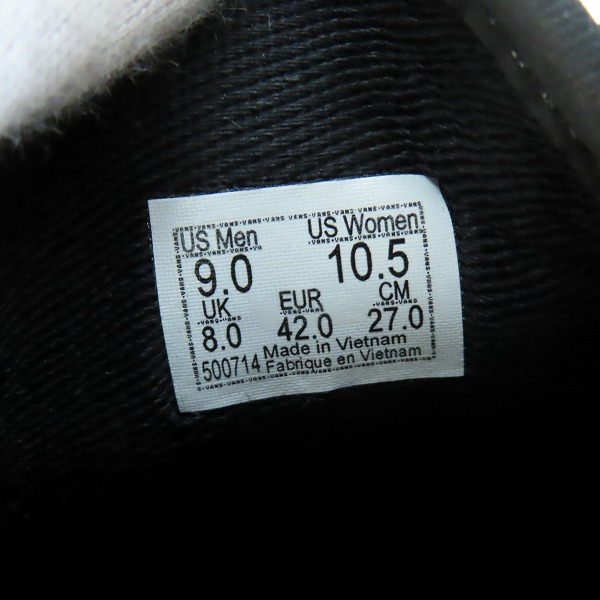 US Men US Women
9.0 10.5
UK EUR CM
8.0 42.0 27.0
500714 Made in Vietnam
Fabrique en Vietnam